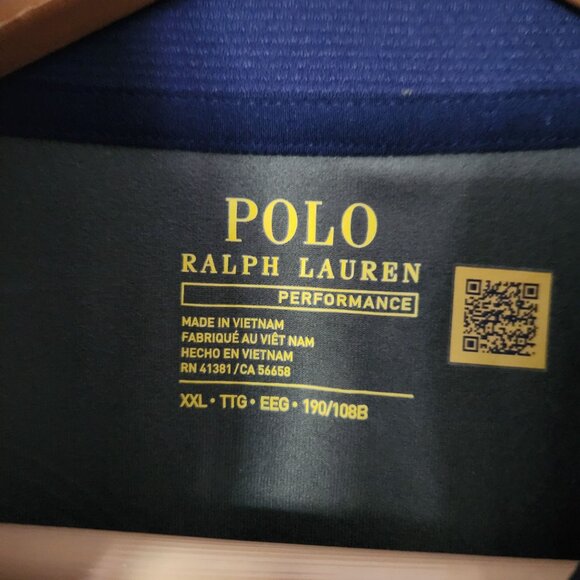 POLO
RALPH LAUREN
PERFORMANCE
MADE IN VIETNAM
FABRIQUÉ AU VIÊT NAM
HECHO EN VIETNAM
RN 41381 / CA 56658
XXL • TTG • EEG • 190/108B